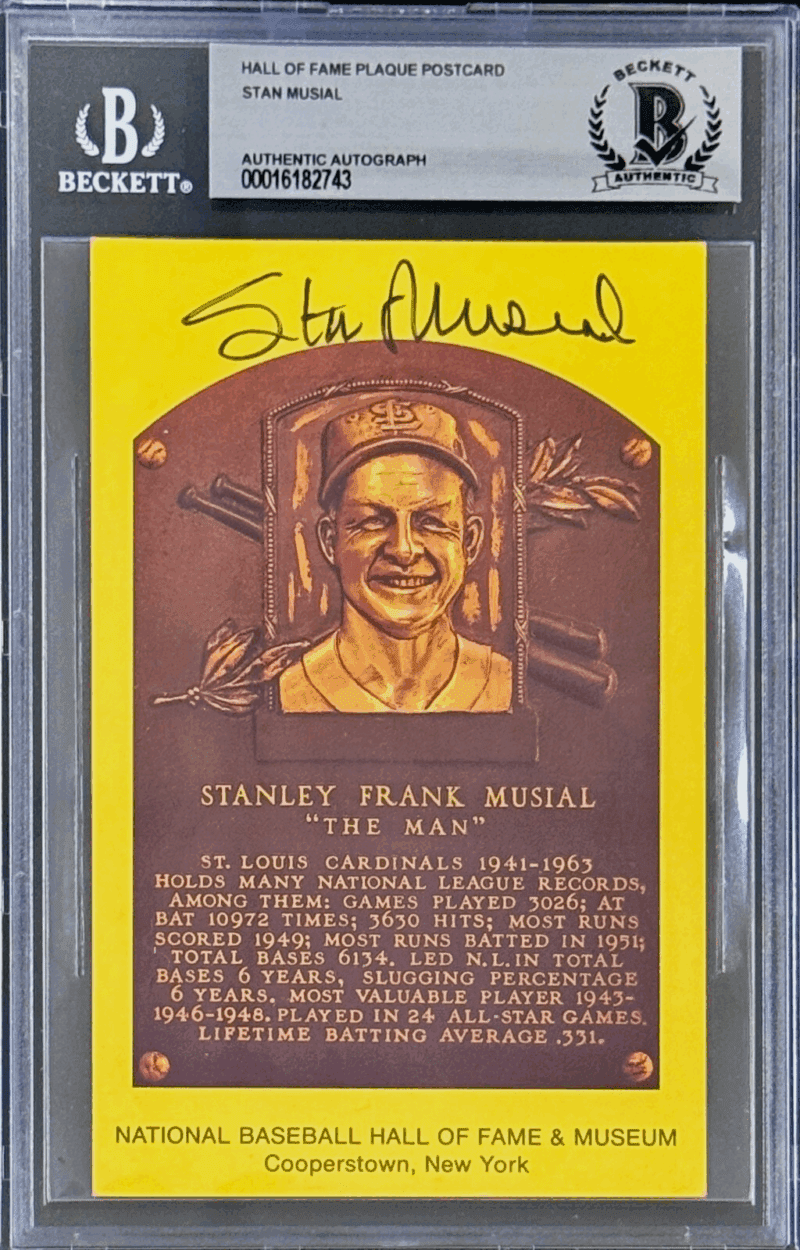 HALL OF FAME PLAQUE POSTCARD
STAN MUSIAL
AUTHENTIC AUTOGRAPH
00016182743
B
BECKETT®
BECKETT
B
AUTHENTIC
Stan Musial
STL
STANLEY FRANK MUSIAL
"THE MAN"
ST. LOUIS CARDINALS 1941-1963
HOLDS MANY NATIONAL LEAGUE RECORDS,
AMONG THEM: GAMES PLAYED 3026; AT
BAT 10972 TIMES; 3630 HITS; MOST RUNS
SCORED 1949; MOST RUNS BATTED IN 1951;
TOTAL BASES 6134. LED N.L. IN TOTAL
BASES 6 YEARS, SLUGGING PERCENTAGE
6 YEARS. MOST VALUABLE PLAYER 1943-
1946-1948. PLAYED IN 24 ALL-STAR GAMES.
LIFETIME BATTING AVERAGE .331.
NATIONAL BASEBALL HALL OF FAME & MUSEUM
Cooperstown, New York